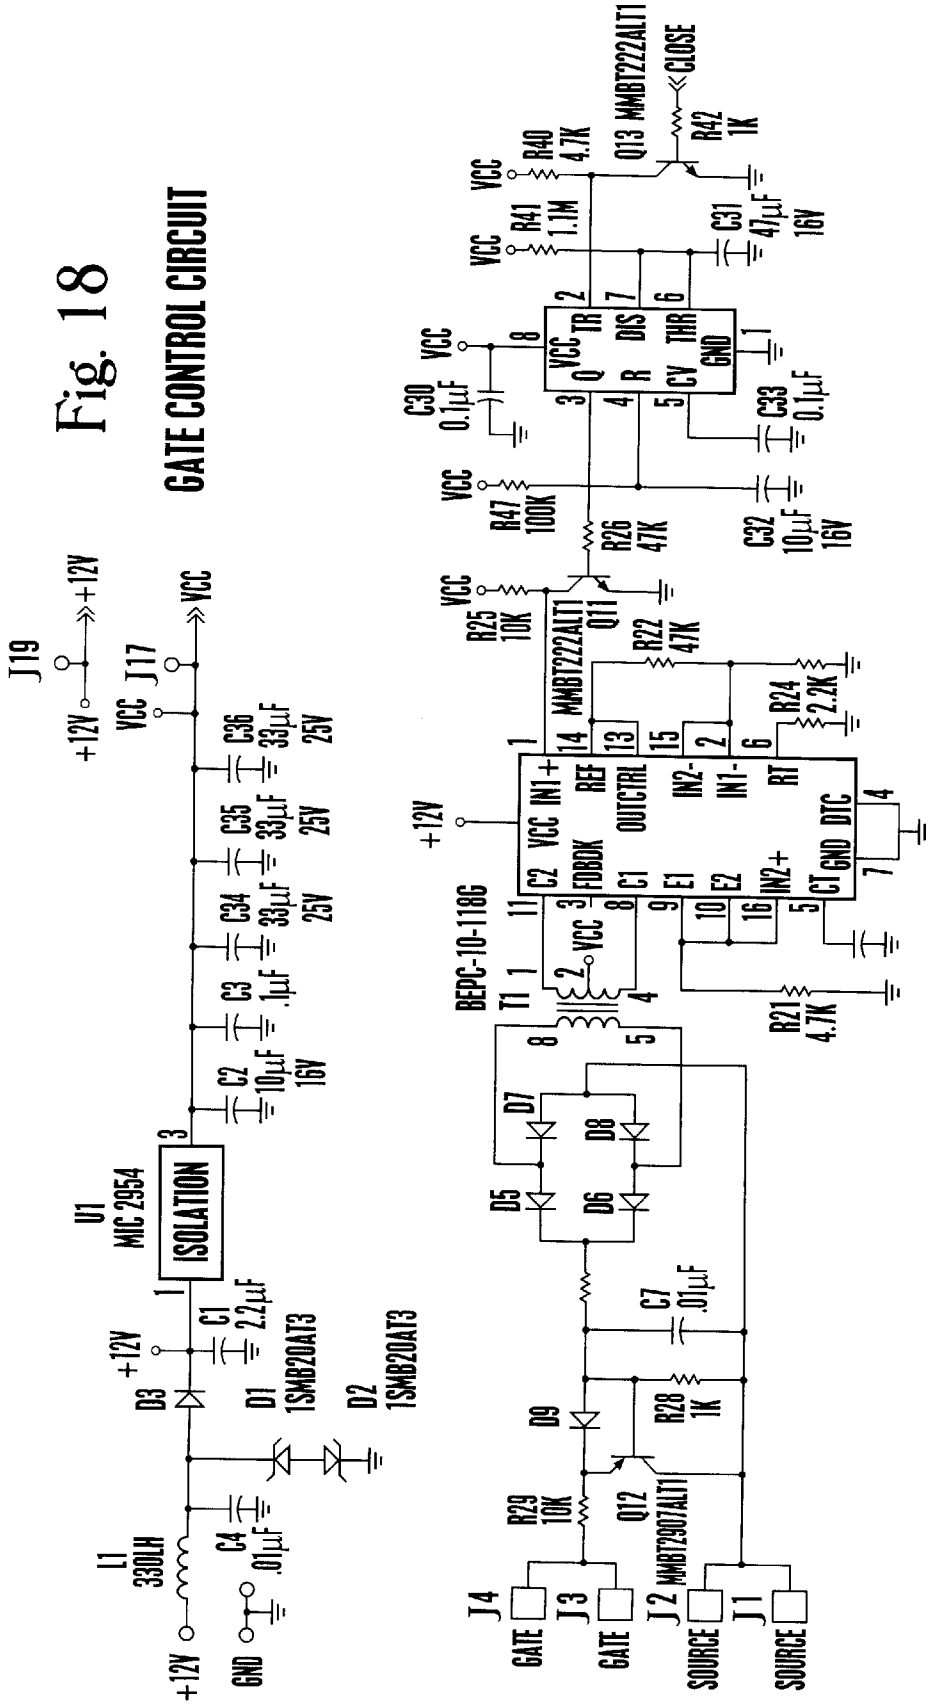 Fig. 18
GATE CONTROL CIRCUIT
+12V
L1
330LH
GND
C4
.01µF
D1
1SMB20AT3
D2
1SMB20AT3
D3
+12V
C1
2.2µF
1
U1
MIC 2954
ISOLATION
3
C2
10µF
16V
C3
.1µF
C34
33µF
25V
C35
33µF
25V
C36
33µF
25V
VCC
J17
VCC
J19
+12V
+12V
J4
GATE
J3
GATE
J2
SOURCE
J1
SOURCE
R29
10K
Q12
MMBT2907ALT1
D9
R28
1K
C7
.01µF
D5
D6
D7
D8
8
5
T1
BEPC-10-118G
1
2
VCC
4
R21
4.7K
+12V
11
3
8
9
10
16
5
C2
VCC
IN1+
FDBDK
REF
C1
OUTCTRL
E1
IN2-
E2
IN1-
IN2+
RT
CT
GND
DTC
7
4
1
14
13
15
2
6
R22
47K
R24
2.2K
VCC
R25
10K
MMBT222ALT1
Q11
R26
47K
VCC
R47
100K
C32
10µF
16V
C33
0.1µF
C30
0.1µF
VCC
8
3
4
5
VCC
Q
TR
R
DIS
CV
THR
GND
1
2
7
6
VCC
R41
1.1M
C31
47µF
16V
VCC
R40
4.7K
Q13 MMBT222ALT1
R42
1K
CLOSE